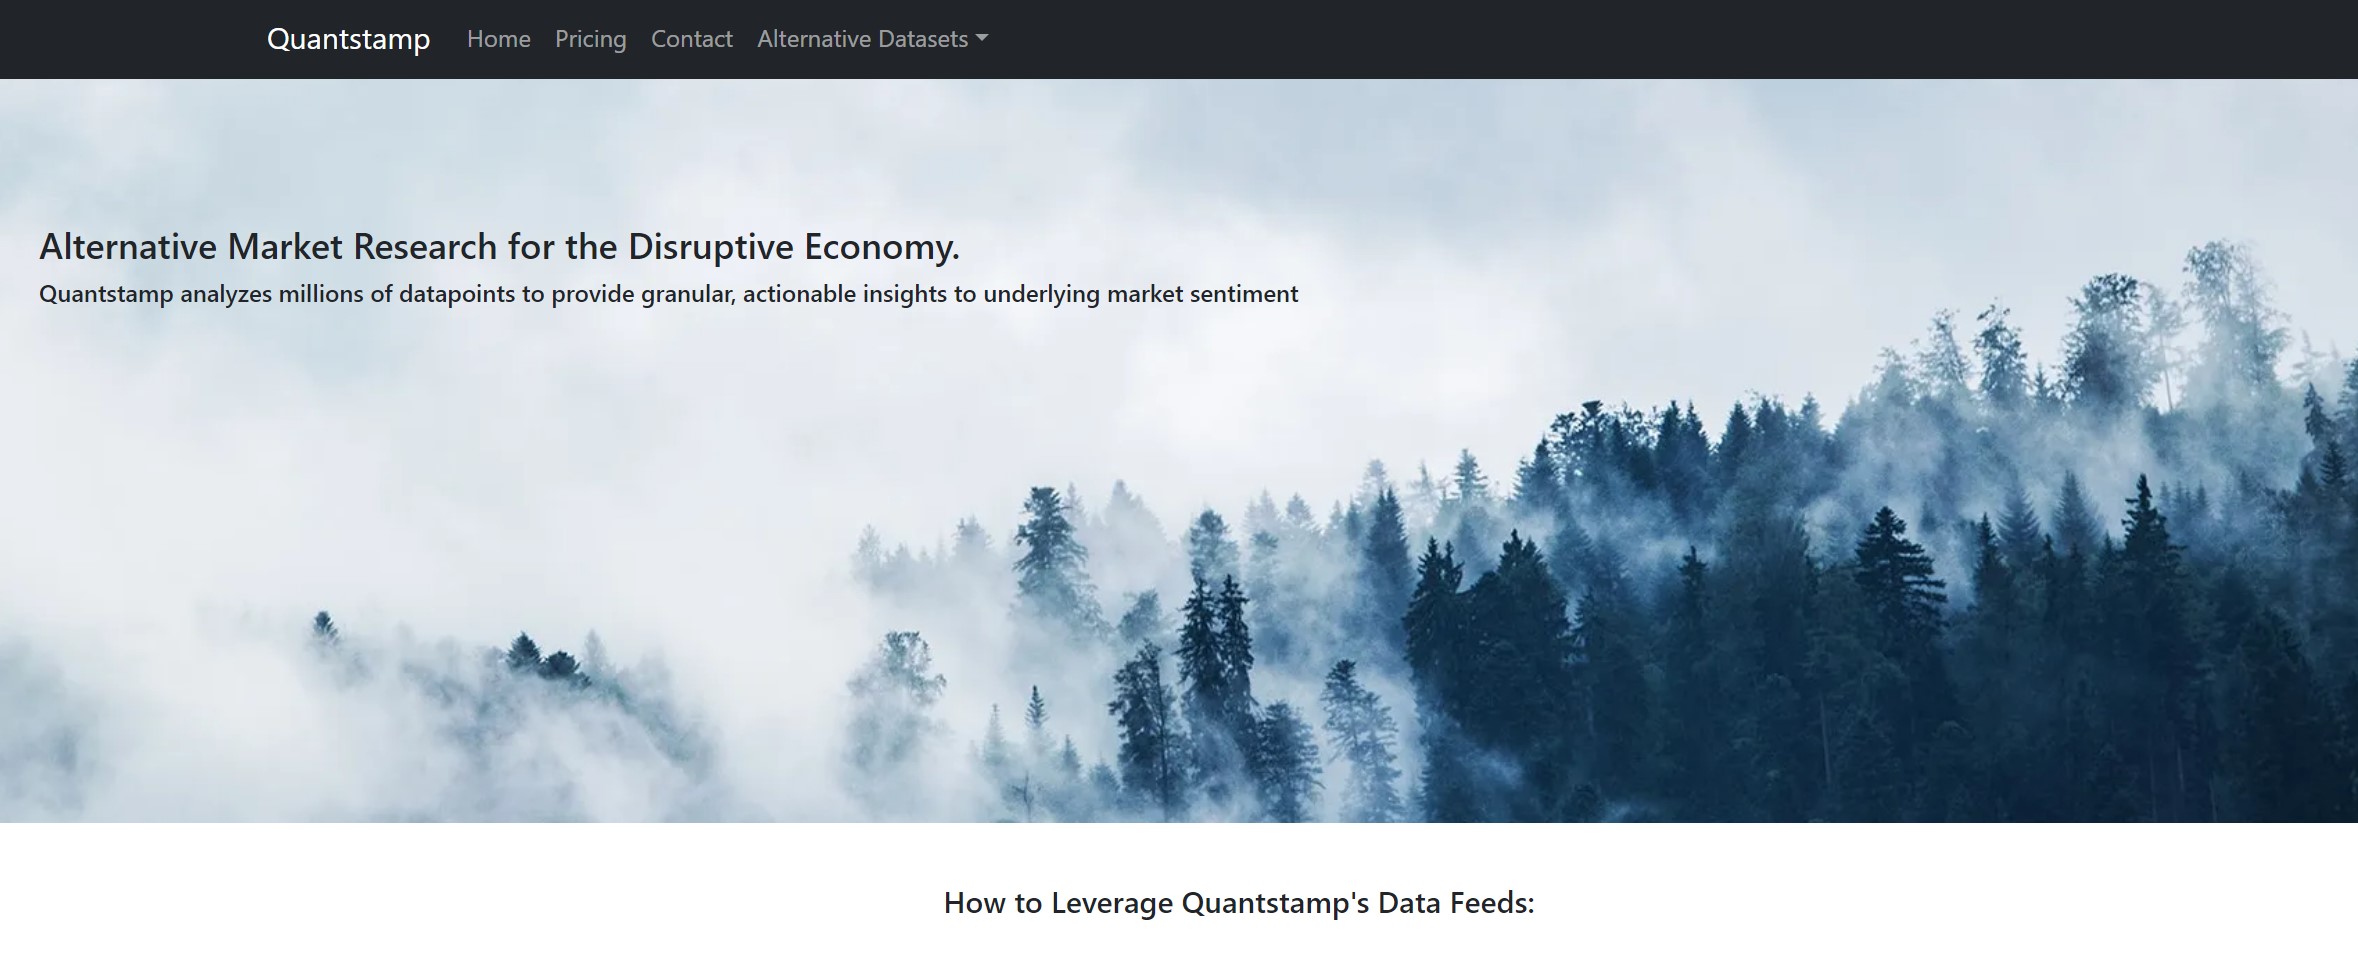 Quantstamp Home Pricing Contact Alternative Datasets
Alternative Market Research for the Disruptive Economy.
Quantstamp analyzes millions of datapoints to provide granular, actionable insights to underlying market sentiment
How to Leverage Quantstamp's Data Feeds: